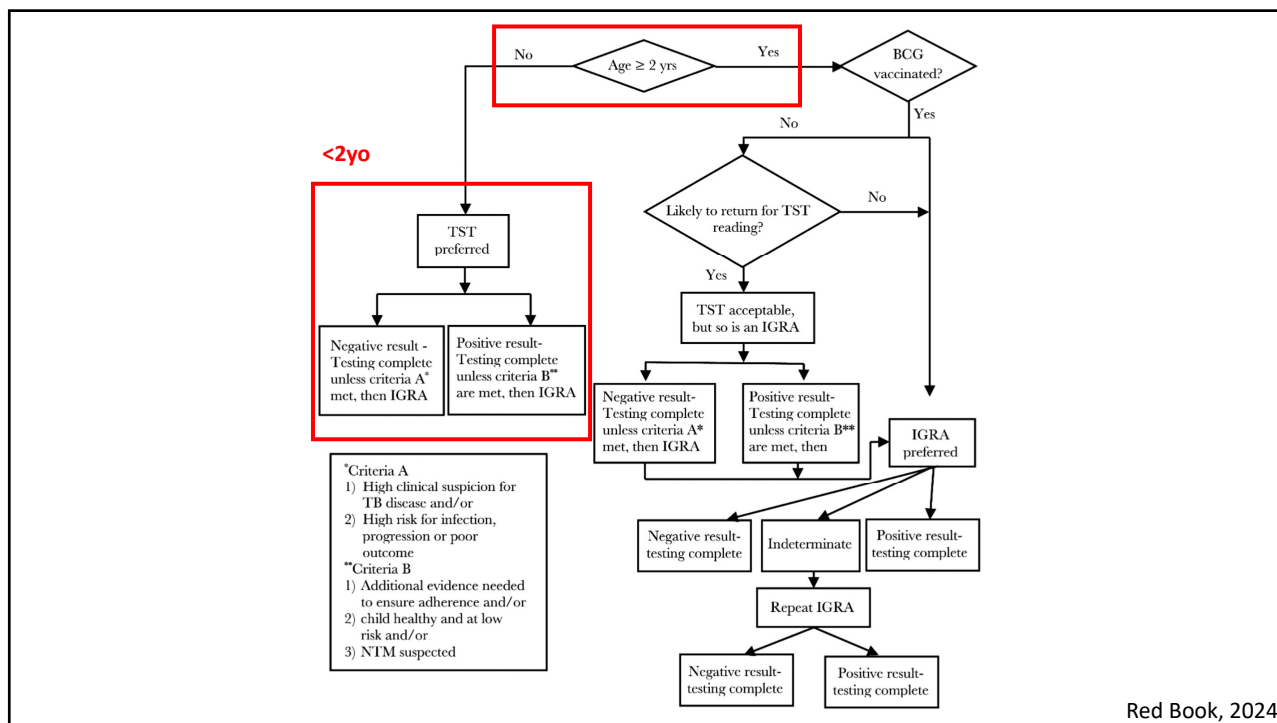 No
Age ≥ 2 yrs
Yes
BCG
vaccinated?
Yes
No
<2yo
Likely to return for TST
reading?
No
TST
preferred
Yes
TST acceptable,
but so is an IGRA
Negative result -
Testing complete
unless criteria A*
met, then IGRA
Positive result-
Testing complete
unless criteria B**
are met, then IGRA
Negative result-
Testing complete
unless criteria A*
met, then IGRA
Positive result-
Testing complete
unless criteria B**
are met, then
IGRA
preferred
*Criteria A
1) High clinical suspicion for
TB disease and/or
2) High risk for infection,
progression or poor
outcome
**Criteria B
1) Additional evidence needed
to ensure adherence and/or
2) child healthy and at low
risk and/or
3) NTM suspected
Negative result-
testing complete
Indeterminate
Positive result-
testing complete
Repeat IGRA
Negative result-
testing complete
Positive result-
testing complete
Red Book, 2024